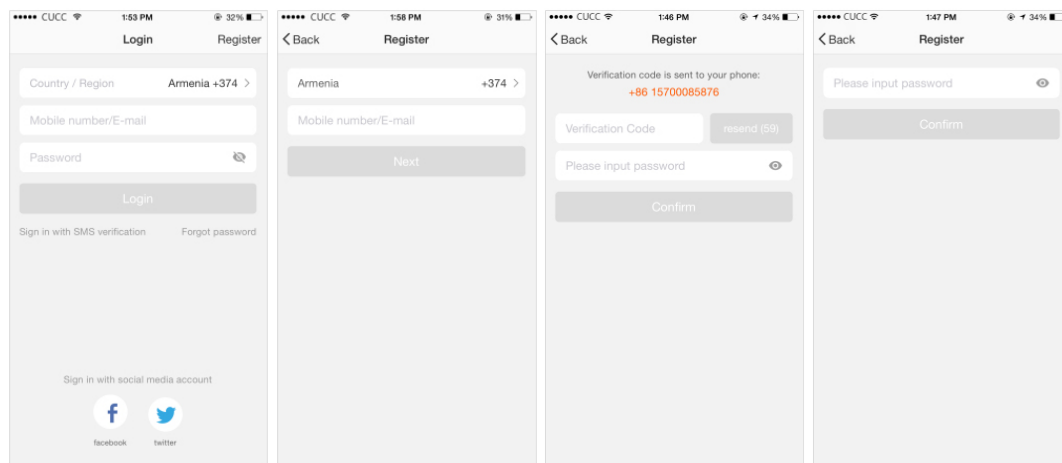 CUCC 1:53 PM 32%
Login Register
Country / Region Armenia +374 >
Mobile number/E-mail
Password
Login
Sign in with SMS verification Forgot password
Sign in with social media account
f
facebook twitter
CUCC 1:58 PM 31%
< Back Register
Armenia +374 >
Mobile number/E-mail
Next
CUCC 1:46 PM 34%
< Back Register
Verification code is sent to your phone:
+86 15700085876
Verification Code resend (59)
Please input password
Confirm
CUCC 1:47 PM 34%
< Back Register
Please input password
Confirm